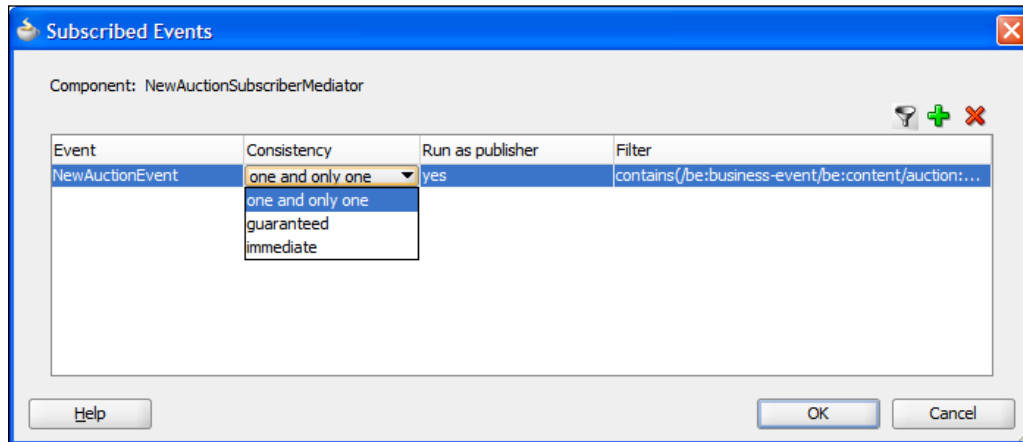 Subscribed Events
Component: NewAuctionSubscriberMediator
Event Consistency Run as publisher Filter
NewAuctionEvent one and only one yes contains(/be:business-event/be:content/auction:...
one and only one
guaranteed
immediate
Help OK Cancel